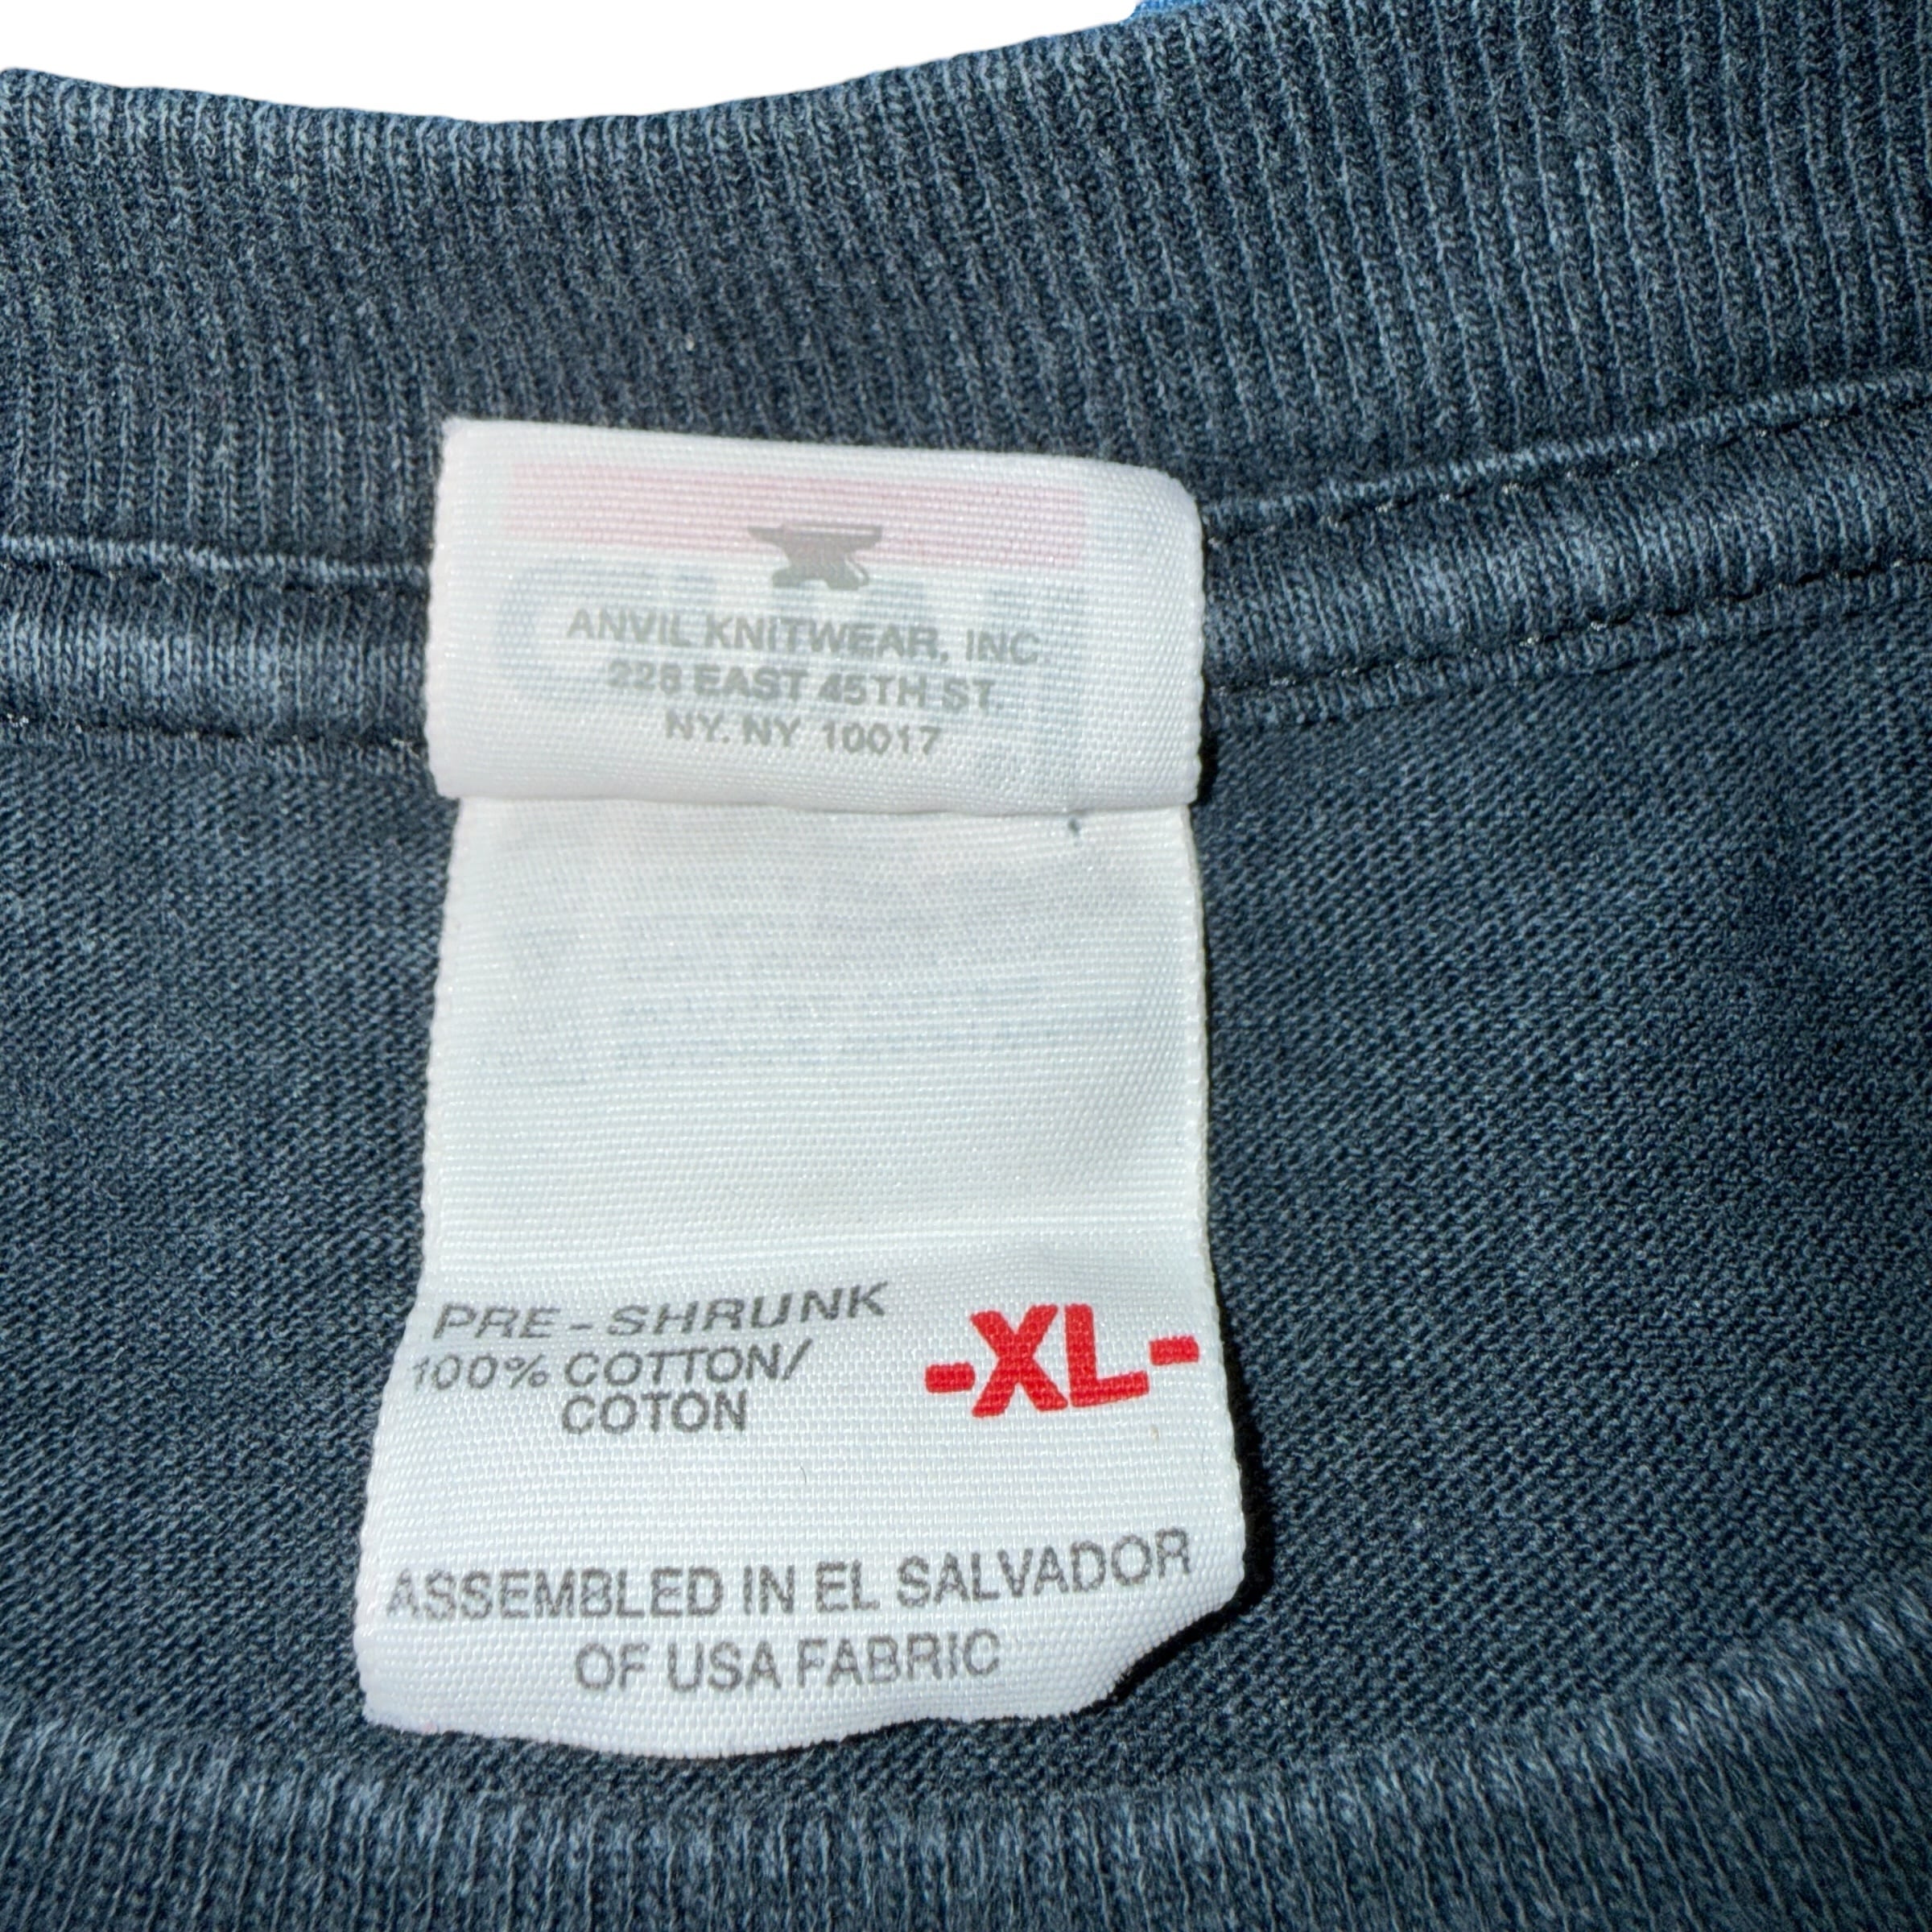 ANVIL KNITWEAR, INC.
228 EAST 45TH ST.
NY. NY 10017
PRE-SHRUNK
100% COTTON/
COTON
-XL-
ASSEMBLED IN EL SALVADOR
OF USA FABRIC